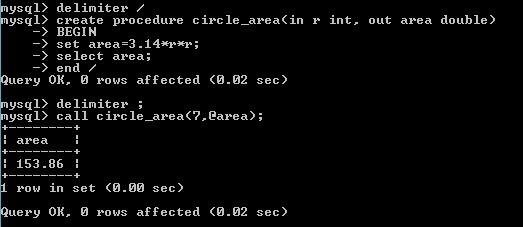 mysql> delimiter /
mysql> create procedure circle_area(in r int, out area double)
    -> BEGIN
    -> set area=3.14*r*r;
    -> select area;
    -> end /
Query OK, 0 rows affected (0.02 sec)
mysql> delimiter ;
mysql> call circle_area(7,@area);
+--------+
¦ area   ¦
+--------+
¦ 153.86 ¦
+--------+
1 row in set (0.00 sec)
Query OK, 0 rows affected (0.02 sec)